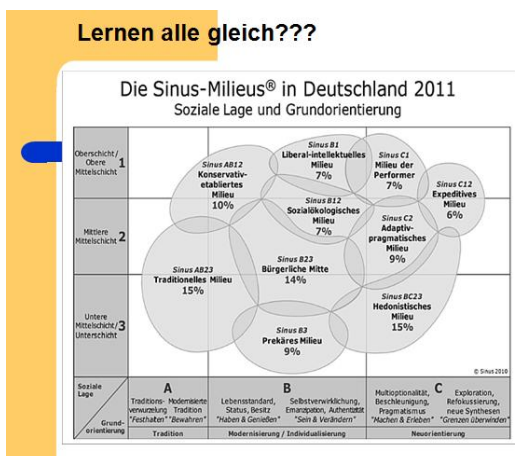 Lernen alle gleich???
Die Sinus-Milieus® in Deutschland 2011
Soziale Lage und Grundorientierung
Oberschicht/
Obere
Mittelschicht
1
Mittlere
Mittelschicht
2
Untere
Mittelschicht/
Unterschicht
3
Sinus AB12
Konservativ-
etabliertes
Milieu
10%
Sinus B1
Liberal-intellektuelles
Milieu
7%
Sinus C1
Milieu der
Performer
7%
Sinus C12
Expeditives
Milieu
6%
Sinus B12
Sozialökologisches
Milieu
7%
Sinus C2
Adaptiv-
pragmatisches
Milieu
9%
Sinus AB23
Traditionelles Milieu
15%
Sinus B23
Bürgerliche Mitte
14%
Sinus BC23
Hedonistisches
Milieu
15%
Sinus B3
Prekäres Milieu
9%
© Sinus 2010
Soziale
Lage
Grund-
orientierung
A
Traditions-
verwurzelung
"Festhalten"
Modernisierte
Tradition
"Bewahren"
Tradition
B
Lebensstandard,
Status, Besitz
"Haben & Genießen"
Selbstverwirklichung,
Emanzipation, Authentizität
"Sein & Verändern"
Modernisierung / Individualisierung
C
Multioptionalität,
Beschleunigung,
Pragmatismus
"Machen & Erleben"
Exploration,
Refokussierung,
neue Synthesen
"Grenzen überwinden"
Neuorientierung